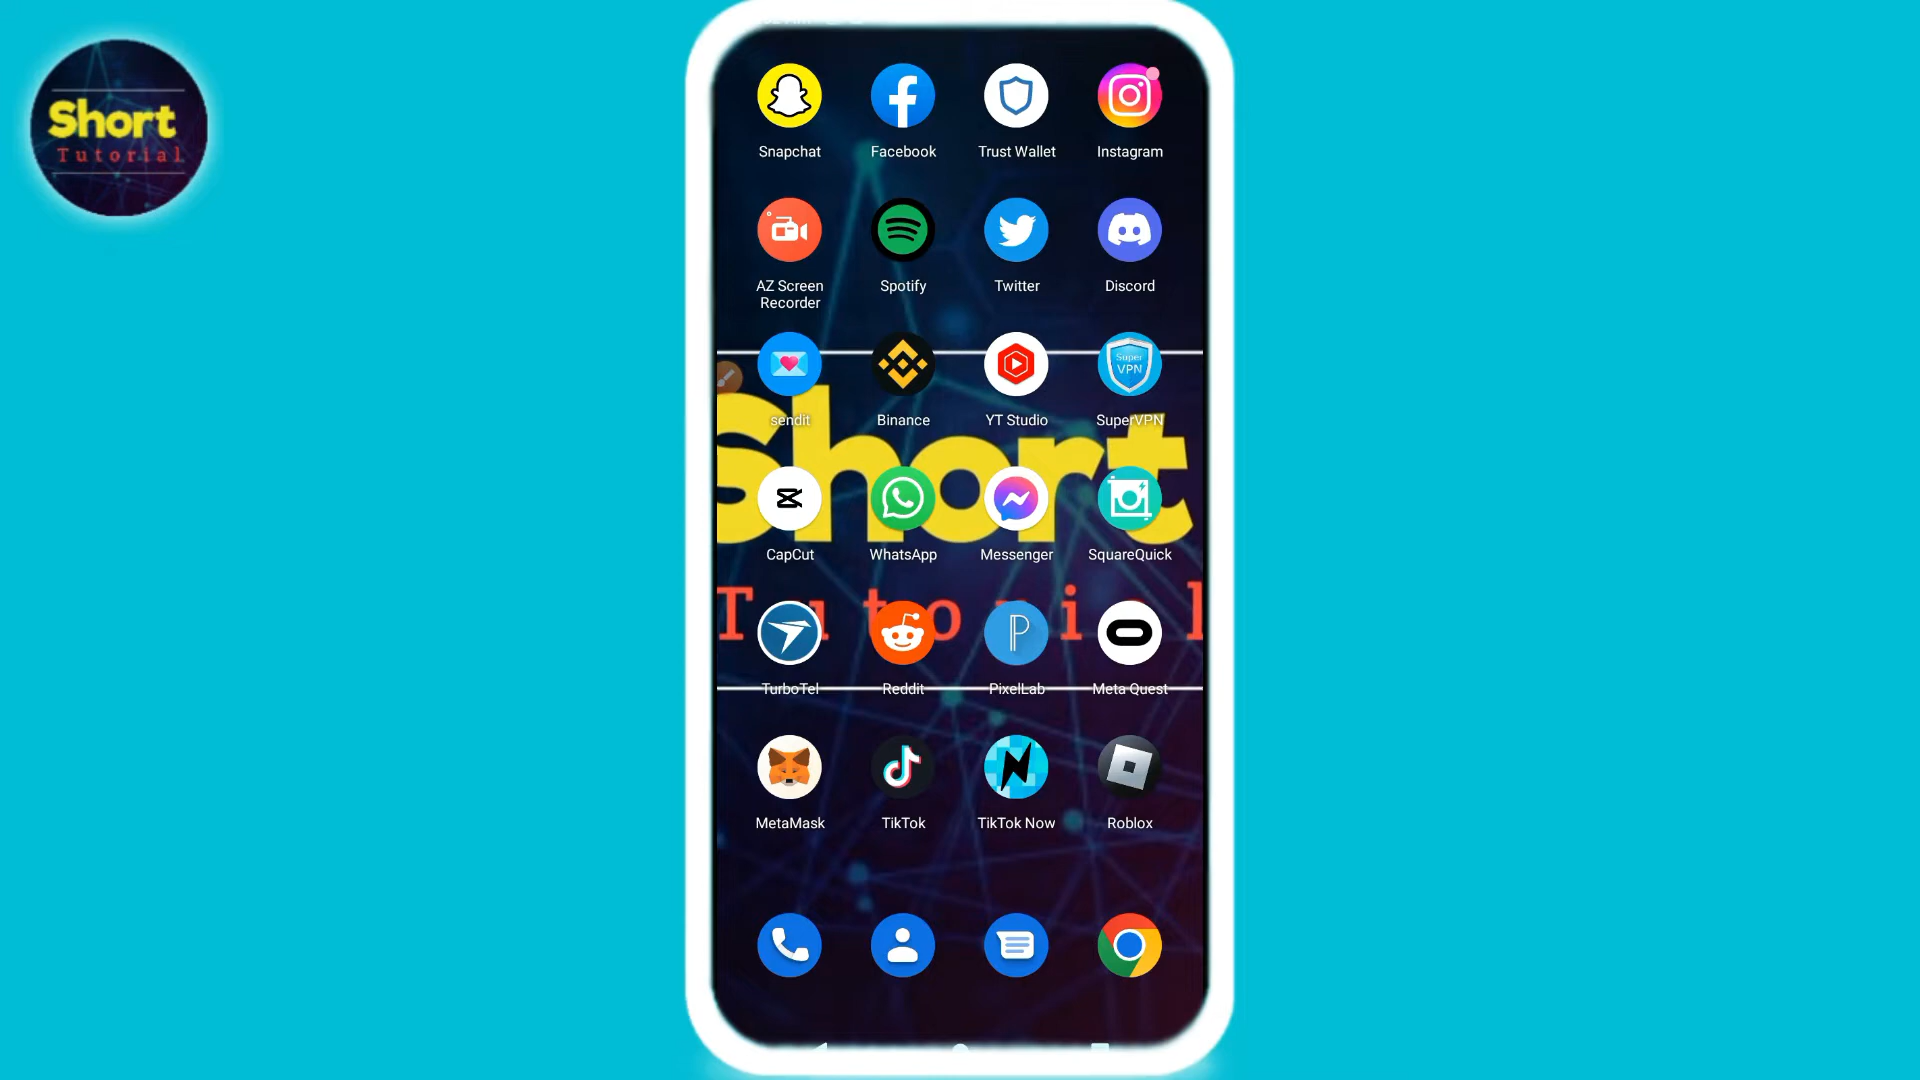 Short
Tutorial
Snapchat
Facebook
Trust Wallet
Instagram
AZ Screen
Recorder
Spotify
Twitter
Discord
Super
VPN
sendit
Binance
YT Studio
SuperVPN
Short
CapCut
WhatsApp
Messenger
SquareQuick
Tutorial
TurboTel
Reddit
PixelLab
Meta Quest
MetaMask
TikTok
TikTok Now
Roblox